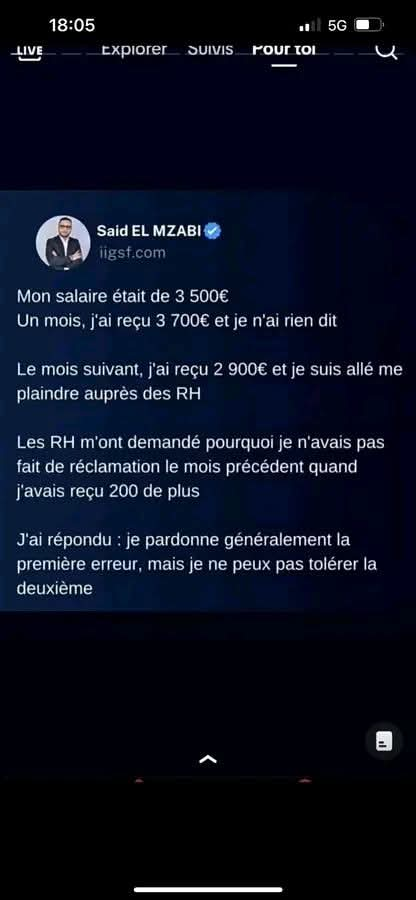 18:05
5G
LIVE
Explorer Suivis Pour toi
Said EL MZABI
iigsf.com
Mon salaire était de 3 500€
Un mois, j'ai reçu 3 700€ et je n'ai rien dit
Le mois suivant, j'ai reçu 2 900€ et je suis allé me
plaindre auprès des RH
Les RH m'ont demandé pourquoi je n'avais pas
fait de réclamation le mois précédent quand
j'avais reçu 200 de plus
J'ai répondu : je pardonne généralement la
première erreur, mais je ne peux pas tolérer la
deuxième